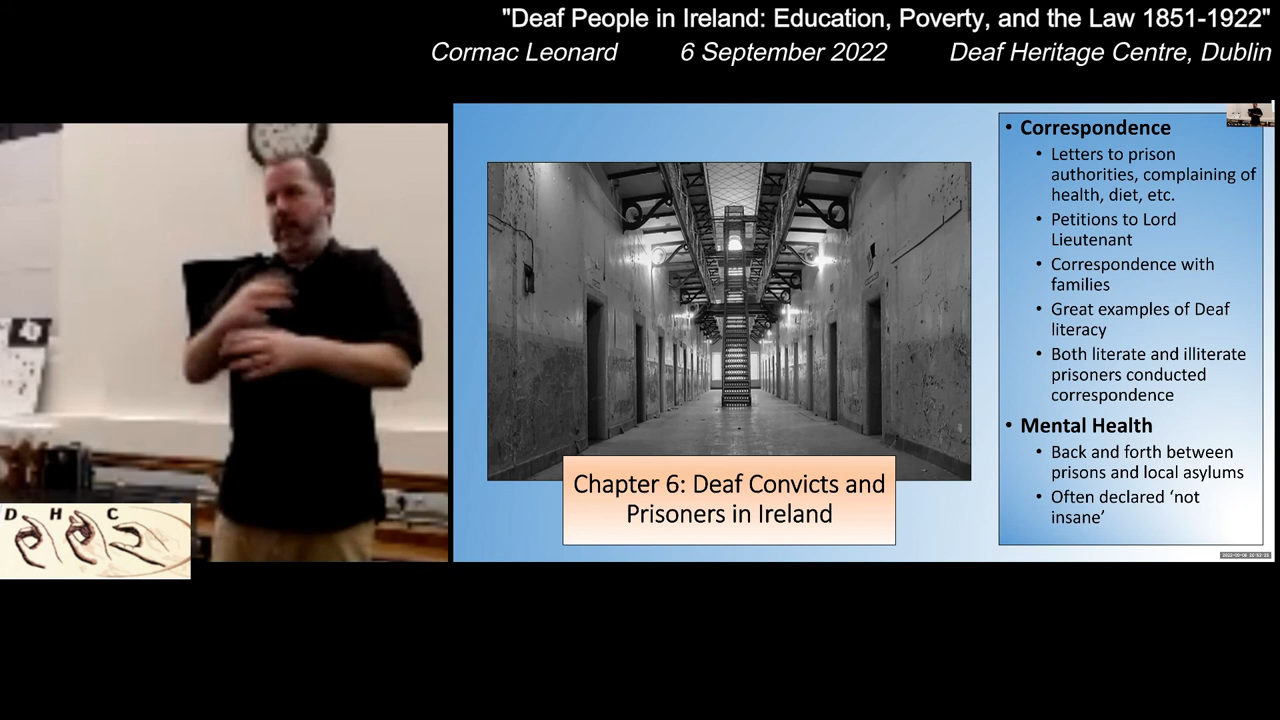 "Deaf People in Ireland: Education, Poverty, and the Law 1851-1922"
Cormac Leonard 6 September 2022 Deaf Heritage Centre, Dublin
Chapter 6: Deaf Convicts and
Prisoners in Ireland
• Correspondence
• Letters to prison
authorities, complaining of
health, diet, etc.
• Petitions to Lord
Lieutenant
• Correspondence with
families
• Great examples of Deaf
literacy
• Both literate and illiterate
prisoners conducted
correspondence
• Mental Health
• Back and forth between
prisons and local asylums
• Often declared ‘not
insane’
D H C